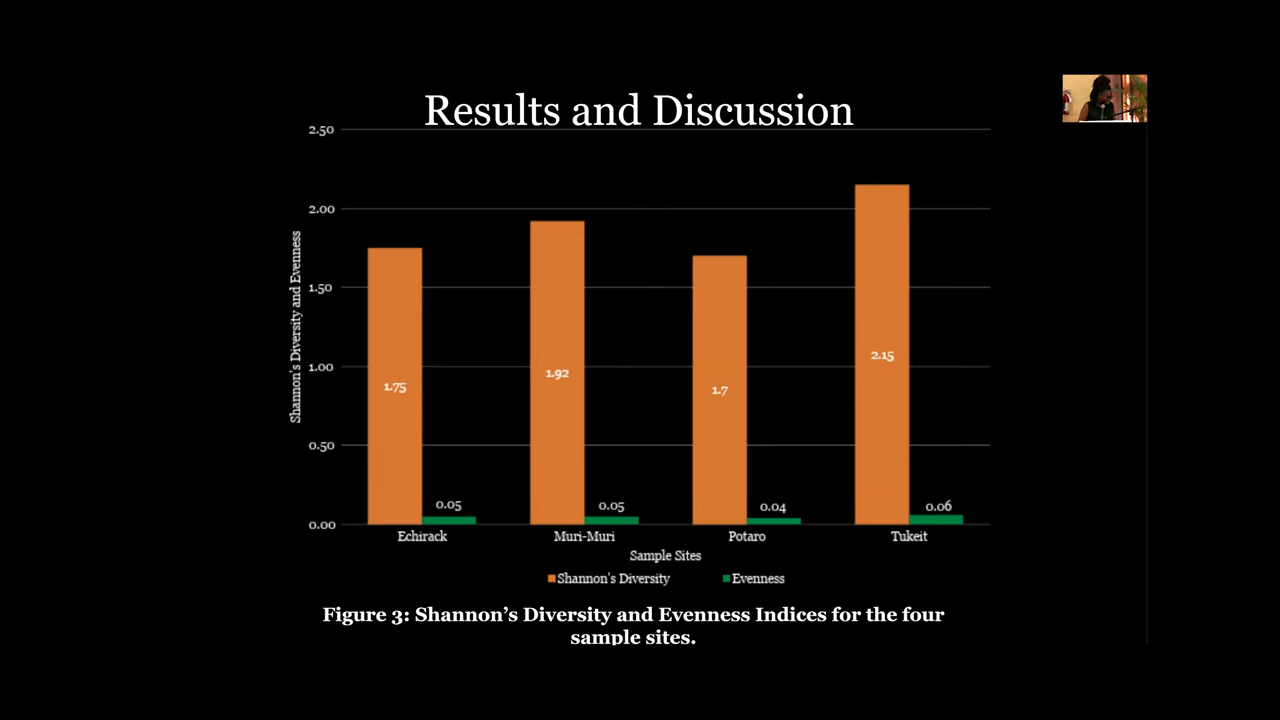 Results and Discussion
2.50
2.00
1.50
1.00
0.50
0.00
Shannon's Diversity and Evenness
1.75
0.05
1.92
0.05
1.7
0.04
2.15
0.06
Echirack
Muri-Muri
Potaro
Tukeit
Sample Sites
Shannon's Diversity
Evenness
Figure 3: Shannon’s Diversity and Evenness Indices for the four
sample sites.